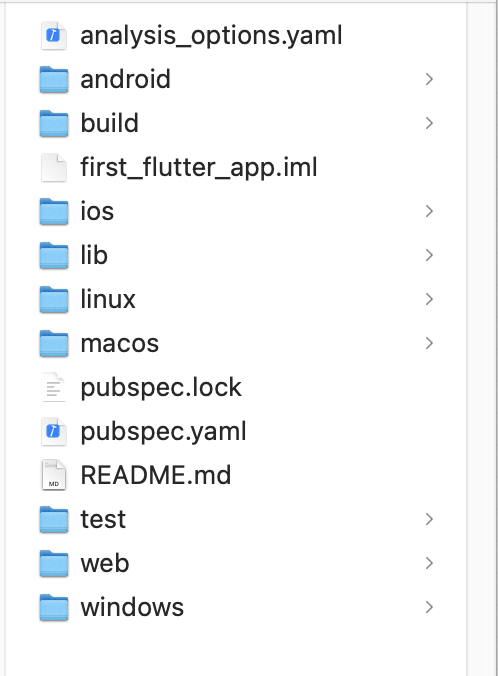 analysis_options.yaml
android
build
first_flutter_app.iml
ios
lib
linux
macos
pubspec.lock
pubspec.yaml
MD
README.md
test
web
windows